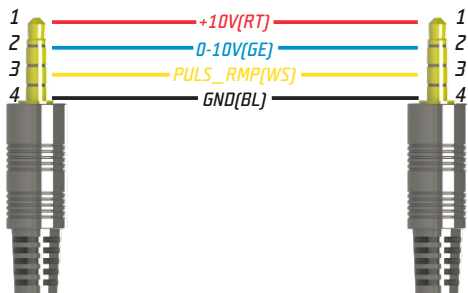 1 +10V(RT) 1
2 0-10V(GE) 2
3 PULS_RMP(WS) 3
4 GND(BL) 4